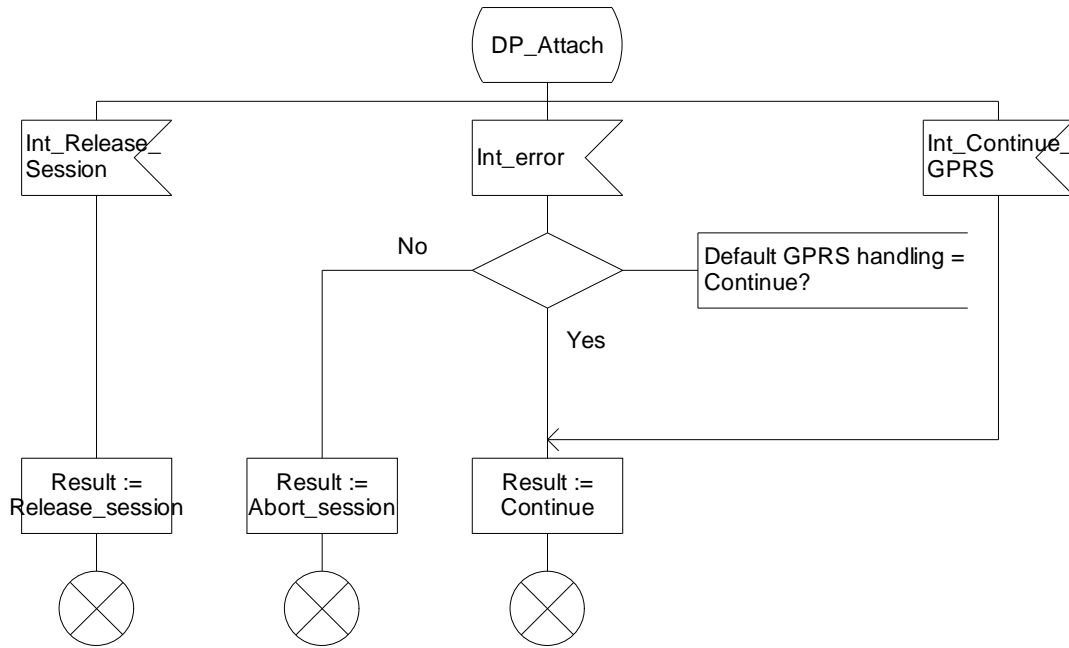 DP_Attach
Int_Release_
Session
Int_error
Int_Continue_
GPRS
No
Default GPRS handling =
Continue?
Yes
Result :=
Release_session
Result :=
Abort_session
Result :=
Continue